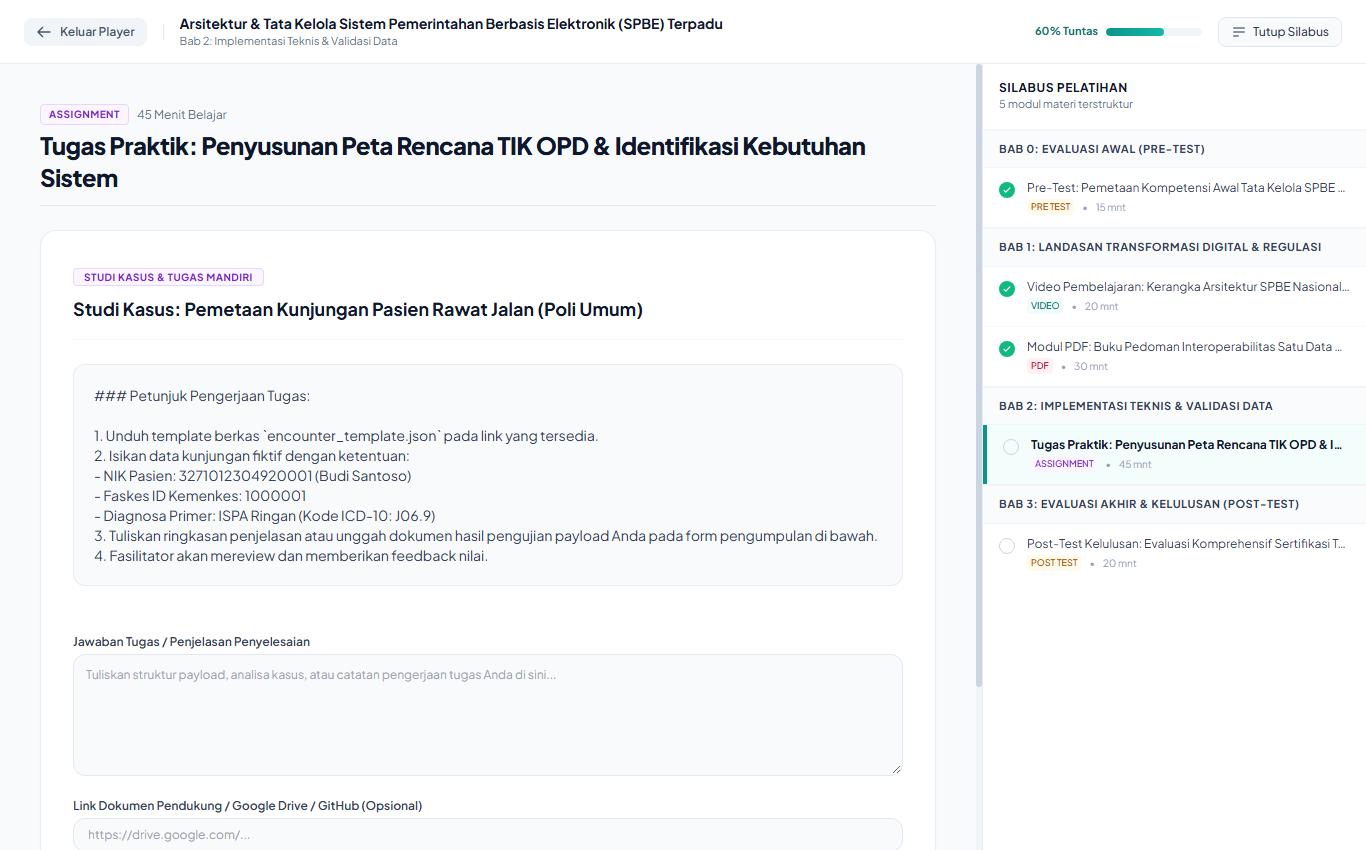 Keluar Player
Arsitektur & Tata Kelola Sistem Pemerintahan Berbasis Elektronik (SPBE) Terpadu
Bab 2: Implementasi Teknis & Validasi Data
60% Tuntas
Tutup Silabus
ASSIGNMENT
45 Menit Belajar
Tugas Praktik: Penyusunan Peta Rencana TIK OPD & Identifikasi Kebutuhan
Sistem
STUDI KASUS & TUGAS MANDIRI
Studi Kasus: Pemetaan Kunjungan Pasien Rawat Jalan (Poli Umum)
### Petunjuk Pengerjaan Tugas:
1. Unduh template berkas `encounter_template.json` pada link yang tersedia.
2. Isikan data kunjungan fiktif dengan ketentuan:
- NIK Pasien: 3271012304920001 (Budi Santoso)
- Faskes ID Kemenkes: 1000001
- Diagnosa Primer: ISPA Ringan (Kode ICD-10: J06.9)
3. Tuliskan ringkasan penjelasan atau unggah dokumen hasil pengujian payload Anda pada form pengumpulan di bawah.
4. Fasilitator akan mereview dan memberikan feedback nilai.
Jawaban Tugas / Penjelasan Penyelesaian
Tuliskan struktur payload, analisa kasus, atau catatan pengerjaan tugas Anda di sini...
Link Dokumen Pendukung / Google Drive / GitHub (Opsional)
https://drive.google.com/...
SILABUS PELATIHAN
5 modul materi terstruktur
BAB 0: EVALUASI AWAL (PRE-TEST)
Pre-Test: Pemetaan Kompetensi Awal Tata Kelola SPBE ...
PRE TEST • 15 mnt
BAB 1: LANDASAN TRANSFORMASI DIGITAL & REGULASI
Video Pembelajaran: Kerangka Arsitektur SPBE Nasional...
VIDEO • 20 mnt
Modul PDF: Buku Pedoman Interoperabilitas Satu Data ...
PDF • 30 mnt
BAB 2: IMPLEMENTASI TEKNIS & VALIDASI DATA
Tugas Praktik: Penyusunan Peta Rencana TIK OPD & I...
ASSIGNMENT • 45 mnt
BAB 3: EVALUASI AKHIR & KELULUSAN (POST-TEST)
Post-Test Kelulusan: Evaluasi Komprehensif Sertifikasi T...
POST TEST • 20 mnt